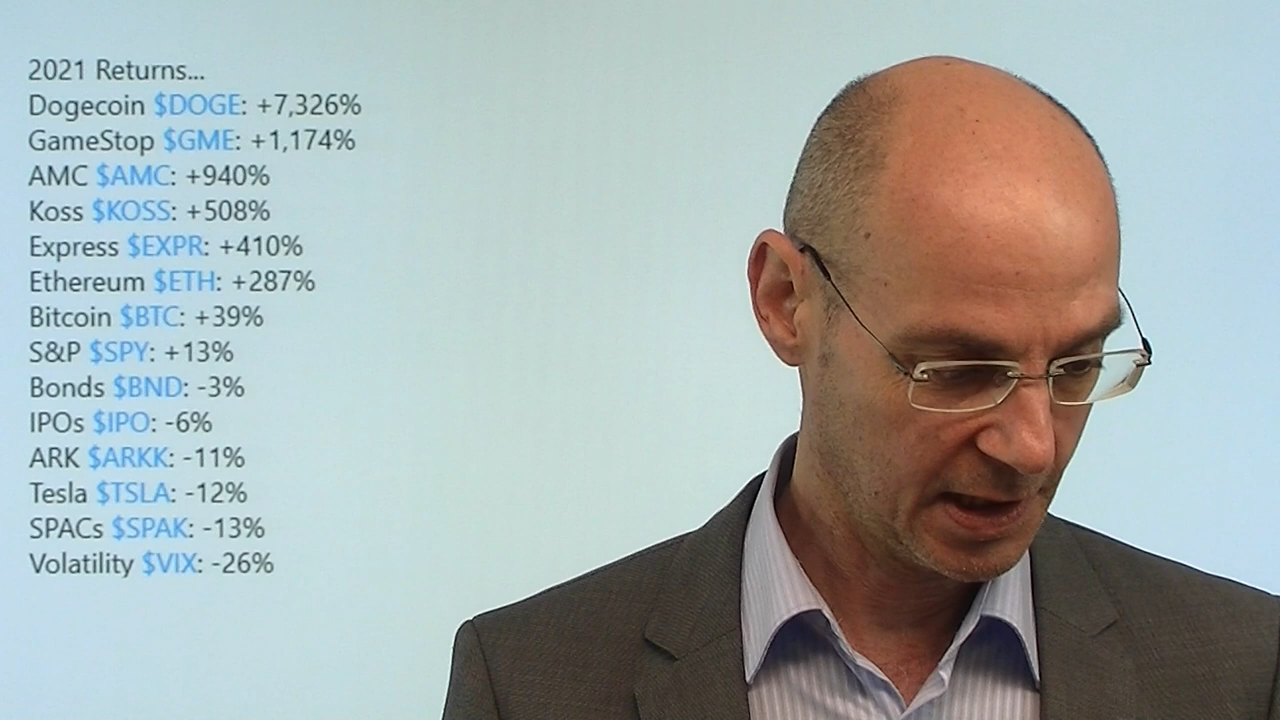 2021 Returns...
Dogecoin $DOGE: +7,326%
GameStop $GME: +1,174%
AMC $AMC: +940%
Koss $KOSS: +508%
Express $EXPR: +410%
Ethereum $ETH: +287%
Bitcoin $BTC: +39%
S&P $SPY: +13%
Bonds $BND: -3%
IPOs $IPO: -6%
ARK $ARKK: -11%
Tesla $TSLA: -12%
SPACs $SPAK: -13%
Volatility $VIX: -26%